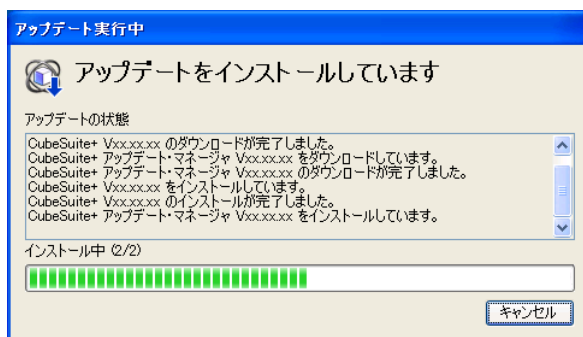 アップデート実行中
アップデートをインストールしています
アップデートの状態
CubeSuite+ Vxx.xx.xx のダウンロードが完了しました。
CubeSuite+ アップデート・マネージャ Vxx.xx.xx をダウンロードしています。
CubeSuite+ アップデート・マネージャ Vxx.xx.xx のダウンロードが完了しました。
CubeSuite+ Vxx.xx.xx をインストールしています。
CubeSuite+ Vxx.xx.xx のインストールが完了しました。
CubeSuite+ アップデート・マネージャ Vxx.xx.xx をインストールしています。
インストール中 (2/2)
キャンセル